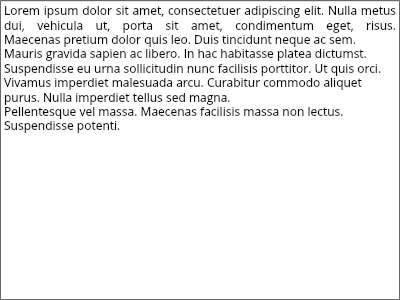 Lorem ipsum dolor sit amet, consectetuer adipiscing elit. Nulla metus
dui, vehicula ut, porta sit amet, condimentum eget, risus.
Maecenas pretium dolor quis leo. Duis tincidunt neque ac sem.
Mauris gravida sapien ac libero. In hac habitasse platea dictumst.
Suspendisse eu urna sollicitudin nunc facilisis porttitor. Ut quis orci.
Vivamus imperdiet malesuada arcu. Curabitur commodo aliquet
purus. Nulla imperdiet tellus sed magna.
Pellentesque vel massa. Maecenas facilisis massa non lectus.
Suspendisse potenti.